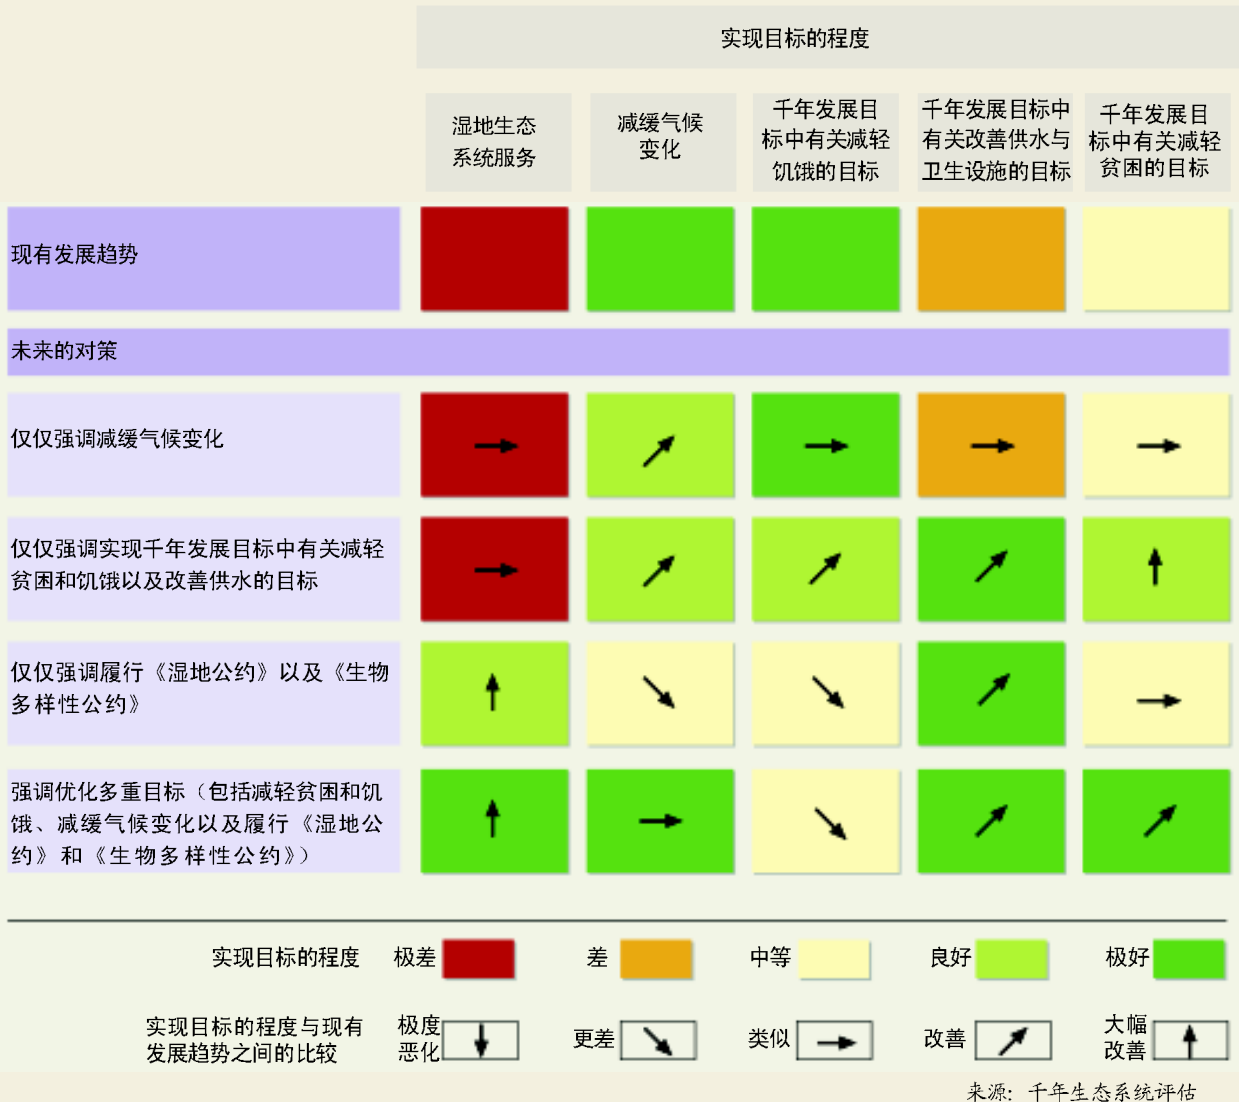 实现目标的程度
湿地生态
系统服务
减缓气候
变化
千年发展目
标中有关减轻
饥饿的目标
千年发展目标中
有关改善供水与
卫生设施的目标
千年发展目
标中有关减轻
贫困的目标
现有发展趋势
未来的对策
仅仅强调减缓气候变化
仅仅强调实现千年发展目标中有关减轻
贫困和饥饿以及改善供水的目标
仅仅强调履行《湿地公约》以及《生物
多样性公约》
强调优化多重目标（包括减轻贫困和饥
饿、减缓气候变化以及履行《湿地公
约》和《生物多样性公约》）
实现目标的程度 极差 差 中等 良好 极好
实现目标的程度与现有
发展趋势之间的比较
极度
恶化
更差
类似
改善
大幅
改善
来源: 千年生态系统评估